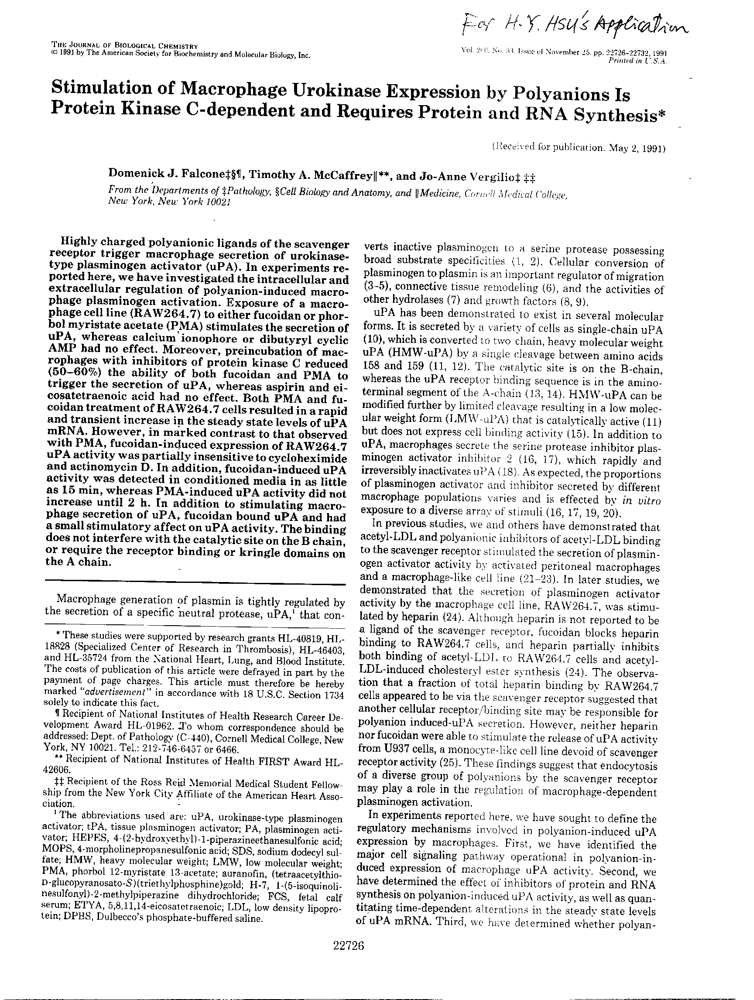 For H.Y. HSU's Application
THE JOURNAL OF BIOLOGICAL CHEMISTRY
© 1991 by The American Society for Biochemistry and Molecular Biology, Inc.
Vol. 266, No. 33, Issue of November 25, pp. 22726-22732, 1991
Printed in U.S.A.
Stimulation of Macrophage Urokinase Expression by Polyanions Is
Protein Kinase C-dependent and Requires Protein and RNA Synthesis*
(Received for publication, May 2, 1991)
Domenick J. Falcone‡§¶, Timothy A. McCaffrey‖**, and Jo-Anne Vergilio‡ ‡‡
From the Departments of ‡Pathology, §Cell Biology and Anatomy, and ‖Medicine, Cornell Medical College,
New York, New York 10021
Highly charged polyanionic ligands of the scavenger
receptor trigger macrophage secretion of urokinase-
type plasminogen activator (uPA). In experiments re-
ported here, we have investigated the intracellular and
extracellular regulation of polyanion-induced macro-
phage plasminogen activation. Exposure of a macro-
phage cell line (RAW264.7) to either fucoidan or phor-
bol myristate acetate (PMA) stimulates the secretion of
uPA, whereas calcium ionophore or dibutyryl cyclic
AMP had no effect. Moreover, preincubation of mac-
rophages with inhibitors of protein kinase C reduced
(50-60%) the ability of both fucoidan and PMA to
trigger the secretion of uPA, whereas aspirin and ei-
cosatetraenoic acid had no effect. Both PMA and fu-
coidan treatment of RAW264.7 cells resulted in a rapid
and transient increase in the steady state levels of uPA
mRNA. However, in marked contrast to that observed
with PMA, fucoidan-induced expression of RAW264.7
uPA activity was partially insensitive to cycloheximide
and actinomycin D. In addition, fucoidan-induced uPA
activity was detected in conditioned media in as little
as 15 min, whereas PMA-induced uPA activity did not
increase until 2 h. In addition to stimulating macro-
phage secretion of uPA, fucoidan bound uPA and had
a small stimulatory affect on uPA activity. The binding
does not interfere with the catalytic site on the B chain,
or require the receptor binding or kringle domains on
the A chain.
Macrophage generation of plasmin is tightly regulated by
the secretion of a specific neutral protease, uPA,¹ that con-
* These studies were supported by research grants HL-40819, HL-
18828 (Specialized Center of Research in Thrombosis), HL-46403,
and HL-35724 from the National Heart, Lung, and Blood Institute.
The costs of publication of this article were defrayed in part by the
payment of page charges. This article must therefore be hereby
marked "advertisement" in accordance with 18 U.S.C. Section 1734
solely to indicate this fact.
¶ Recipient of National Institutes of Health Research Career De-
velopment Award HL-01962. To whom correspondence should be
addressed: Dept. of Pathology (C-440), Cornell Medical College, New
York, NY 10021. Tel.: 212-746-6457 or 6466.
** Recipient of National Institutes of Health FIRST Award HL-
42606.
‡‡ Recipient of the Ross Reid Memorial Medical Student Fellow-
ship from the New York City Affiliate of the American Heart Asso-
ciation.
¹ The abbreviations used are: uPA, urokinase-type plasminogen
activator; tPA, tissue plasminogen activator; PA, plasminogen acti-
vator; HEPES, 4-(2-hydroxyethyl)-1-piperazineethanesulfonic acid;
MOPS, 4-morpholinepropanesulfonic acid; SDS, sodium dodecyl sul-
fate; HMW, heavy molecular weight; LMW, low molecular weight;
PMA, phorbol 12-myristate 13-acetate; auranofin, (tetraacetylthio-
D-glucopyranosato-S)(triethylphosphine)gold; H-7, 1-(5-isoquinoli-
nesulfonyl)-2-methylpiperazine dihydrochloride; FCS, fetal calf
serum; ETYA, 5,8,11,14-eicosatetraenoic; LDL, low density lipopro-
tein; DPBS, Dulbecco's phosphate-buffered saline.
verts inactive plasminogen to a serine protease possessing
broad substrate specificities (1, 2). Cellular conversion of
plasminogen to plasmin is an important regulator of migration
(3-5), connective tissue remodeling (6), and the activities of
other hydrolases (7) and growth factors (8, 9).
uPA has been demonstrated to exist in several molecular
forms. It is secreted by a variety of cells as single-chain uPA
(10), which is converted to two chain, heavy molecular weight
uPA (HMW-uPA) by a single cleavage between amino acids
158 and 159 (11, 12). The catalytic site is on the B-chain,
whereas the uPA receptor binding sequence is in the amino-
terminal segment of the A-chain (13, 14). HMW-uPA can be
modified further by limited cleavage resulting in a low molec-
ular weight form (LMW-uPA) that is catalytically active (11)
but does not express cell binding activity (15). In addition to
uPA, macrophages secrete the serine protease inhibitor plas-
minogen activator inhibitor 2 (16, 17), which rapidly and
irreversibly inactivates uPA (18). As expected, the proportions
of plasminogen activator and inhibitor secreted by different
macrophage populations varies and is effected by in vitro
exposure to a diverse array of stimuli (16, 17, 19, 20).
In previous studies, we and others have demonstrated that
acetyl-LDL and polyanionic inhibitors of acetyl-LDL binding
to the scavenger receptor stimulated the secretion of plasmin-
ogen activator activity by activated peritoneal macrophages
and a macrophage-like cell line (21-23). In later studies, we
demonstrated that the secretion of plasminogen activator
activity by the macrophage cell line, RAW264.7, was stimu-
lated by heparin (24). Although heparin is not reported to be
a ligand of the scavenger receptor, fucoidan blocks heparin
binding to RAW264.7 cells, and heparin partially inhibits
both binding of acetyl-LDL to RAW264.7 cells and acetyl-
LDL-induced cholesteryl ester synthesis (24). The observa-
tion that a fraction of total heparin binding by RAW264.7
cells appeared to be via the scavenger receptor suggested that
another cellular receptor/binding site may be responsible for
polyanion induced-uPA secretion. However, neither heparin
nor fucoidan were able to stimulate the release of uPA activity
from U937 cells, a monocyte-like cell line devoid of scavenger
receptor activity (25). These findings suggest that endocytosis
of a diverse group of polyanions by the scavenger receptor
may play a role in the regulation of macrophage-dependent
plasminogen activation.
In experiments reported here, we have sought to define the
regulatory mechanisms involved in polyanion-induced uPA
expression by macrophages. First, we have identified the
major cell signaling pathway operational in polyanion-in-
duced expression of macrophage uPA activity. Second, we
have determined the effect of inhibitors of protein and RNA
synthesis on polyanion-induced uPA activity, as well as quan-
titating time-dependent alterations in the steady state levels
of uPA mRNA. Third, we have determined whether polyan-
22726